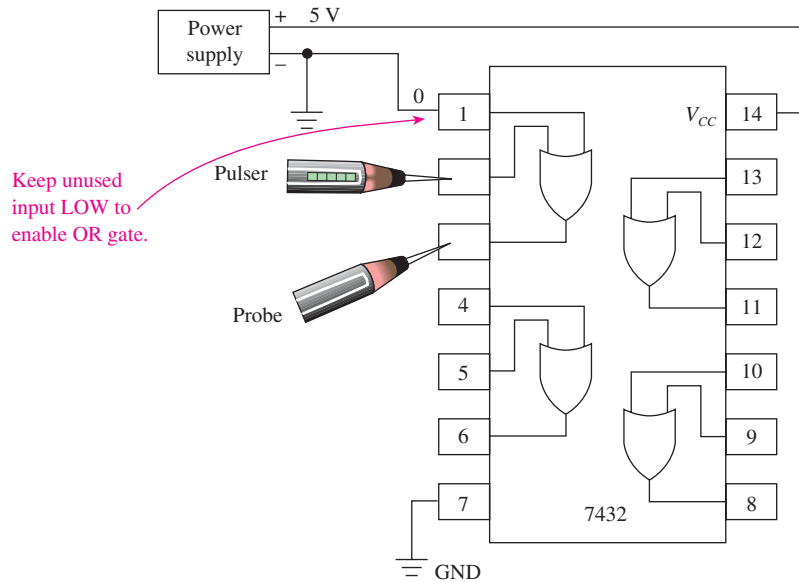 Power
supply
+
5 V
−
0
1
V_CC
14
Pulser
Keep unused
input LOW to
enable OR gate.
13
12
Probe
4
11
5
10
6
9
7
7432
8
GND